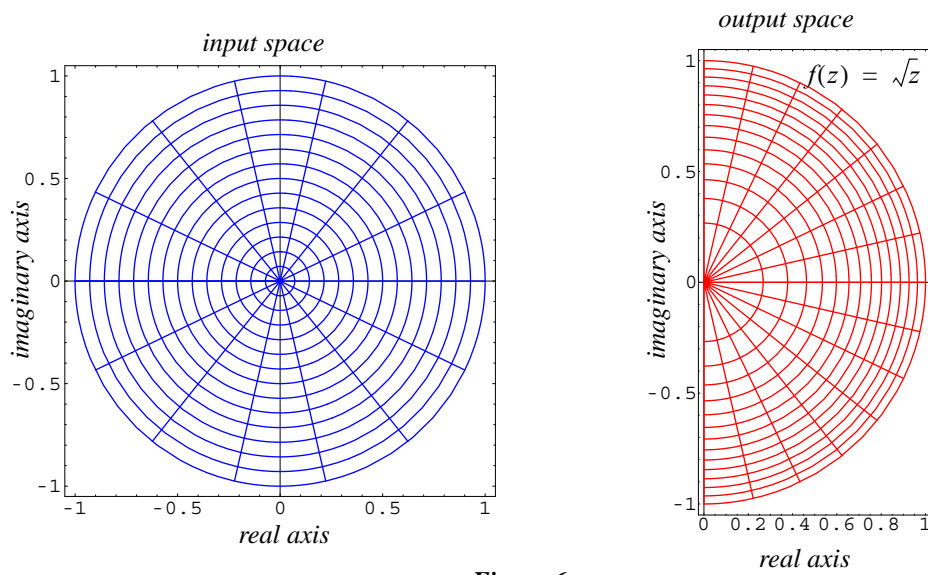 input space
1
0.5
0
-0.5
-1
imaginary axis
-1 -0.5 0 0.5 1
real axis
output space
f(z) = √z
1
0.5
0
-0.5
-1
imaginary axis
0 0.2 0.4 0.6 0.8 1
real axis